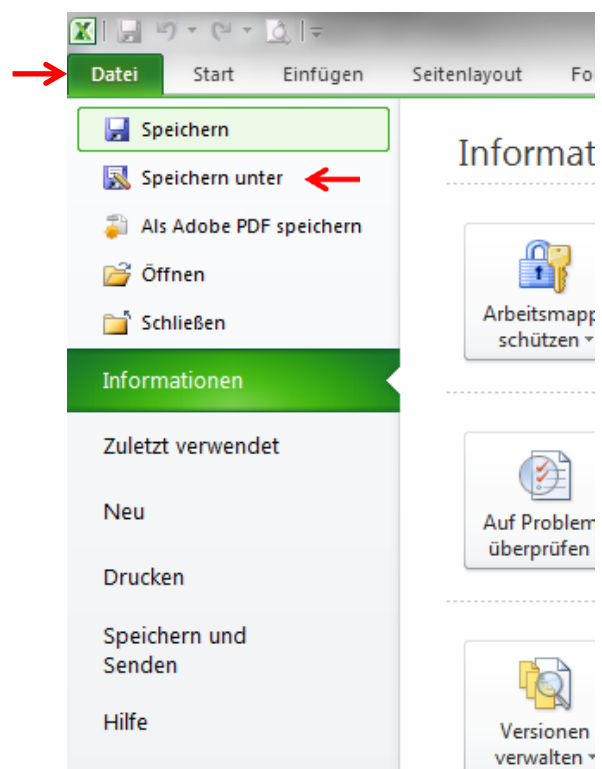 Datei Start Einfügen Seitenlayout
Speichern
Speichern unter
Als Adobe PDF speichern
Öffnen
Schließen
Informationen
Zuletzt verwendet
Neu
Drucken
Speichern und
Senden
Hilfe
Informat
Arbeitsmapp
schützen
Auf Problem
überprüfen
Versionen
verwalten